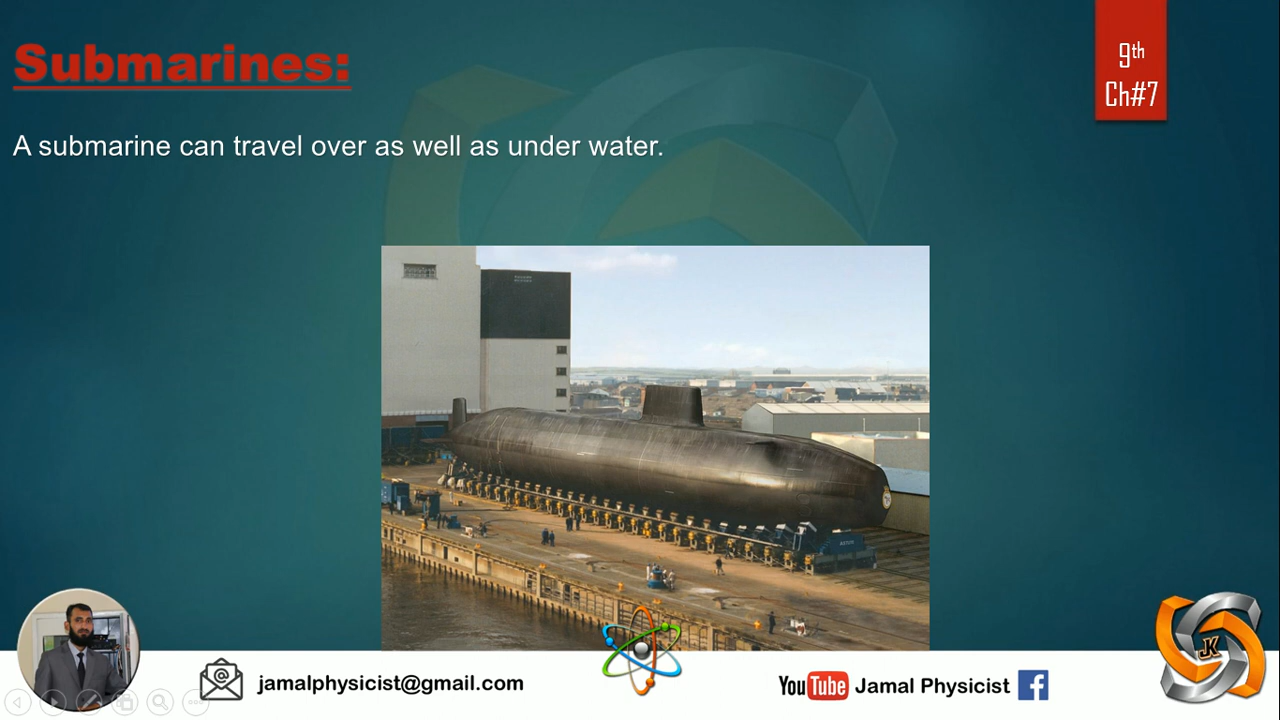 Submarines:
9th
Ch#7
A submarine can travel over as well as under water.
jamalphysicist@gmail.com
YouTube Jamal Physicist f
JK